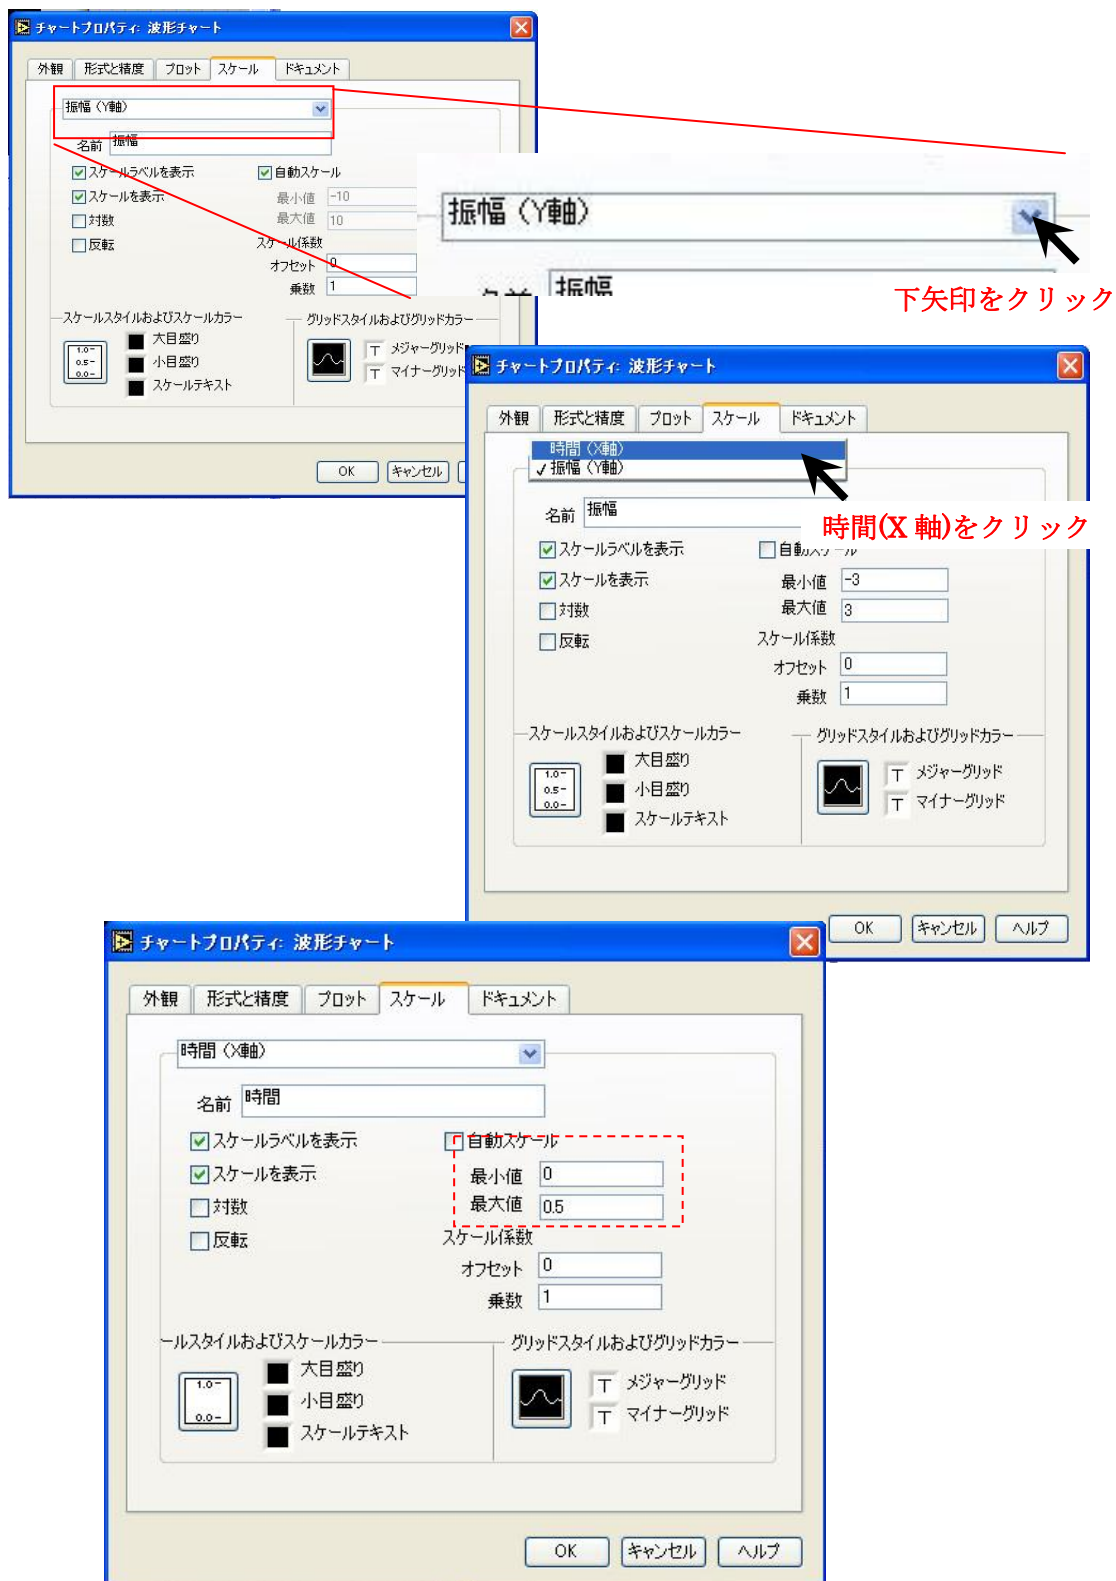 チャートプロパティ: 波形チャート
外観 形式と精度 プロット スケール ドキュメント
振幅（Y軸）
名前 振幅
スケールラベルを表示 自動スケール
スケールを表示 最小値 -10
対数 最大値 10
反転 スケール係数
オフセット 0
乗数 1
スケールスタイルおよびスケールカラー グリッドスタイルおよびグリッドカラー
大目盛り メジャーグリッド
小目盛り マイナーグリッド
スケールテキスト
1.0
0.5
0.0
OK キャンセル
振幅（Y軸）
名前 振幅
下矢印をクリック
チャートプロパティ: 波形チャート
外観 形式と精度 プロット スケール ドキュメント
時間（X軸）
✓振幅（Y軸）
時間(X 軸)をクリック
名前 振幅
スケールラベルを表示 自動スケール
スケールを表示 最小値 -3
対数 最大値 3
反転 スケール係数
オフセット 0
乗数 1
スケールスタイルおよびスケールカラー グリッドスタイルおよびグリッドカラー
大目盛り メジャーグリッド
小目盛り マイナーグリッド
スケールテキスト
1.0
0.5
0.0
OK キャンセル ヘルプ
チャートプロパティ: 波形チャート
外観 形式と精度 プロット スケール ドキュメント
時間（X軸）
名前 時間
スケールラベルを表示 自動スケール
スケールを表示 最小値 0
対数 最大値 0.5
反転 スケール係数
オフセット 0
乗数 1
ールスタイルおよびスケールカラー グリッドスタイルおよびグリッドカラー
大目盛り メジャーグリッド
小目盛り マイナーグリッド
スケールテキスト
1.0
0.0
OK キャンセル ヘルプ